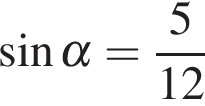 sin α = 5/12